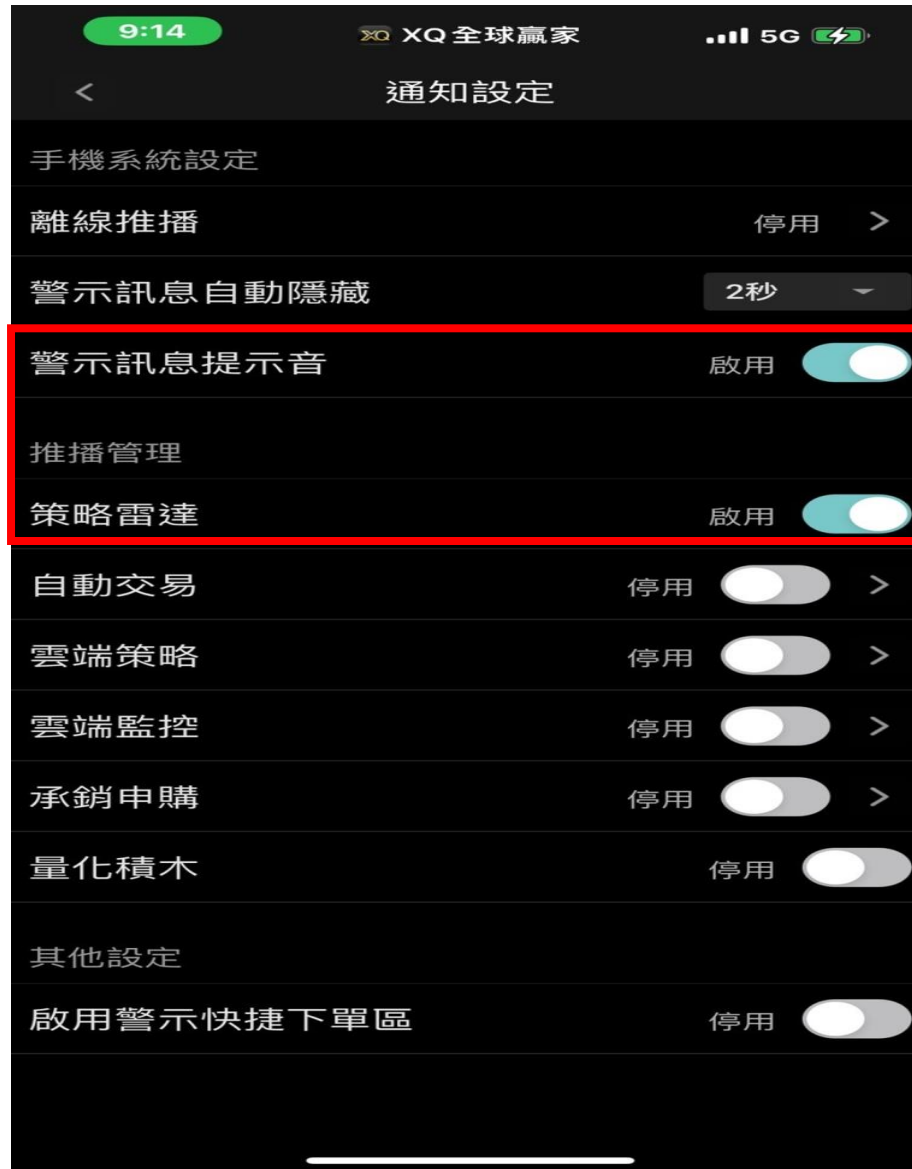 9:14 XQ XQ全球贏家 5G
< 通知設定
手機系統設定
離線推播 停用 >
警示訊息自動隱藏 2秒
警示訊息提示音 啟用
推播管理
策略雷達 啟用
自動交易 停用 >
雲端策略 停用 >
雲端監控 停用 >
承銷申購 停用 >
量化積木 停用
其他設定
啟用警示快捷下單區 停用